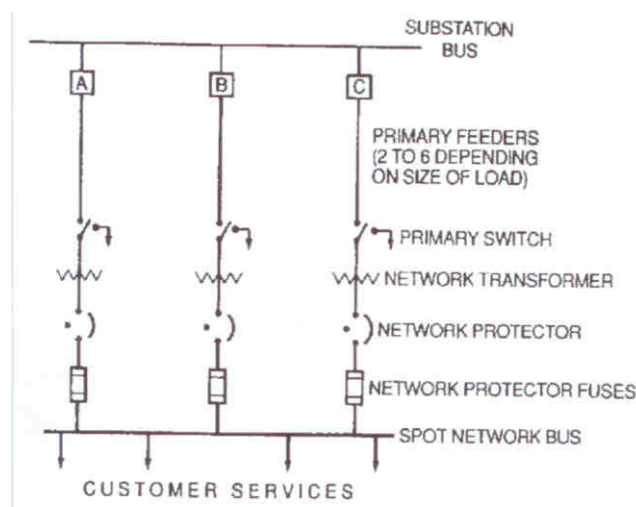 SUBSTATION
BUS
A B C
PRIMARY FEEDERS
(2 TO 6 DEPENDING
ON SIZE OF LOAD)
PRIMARY SWITCH
NETWORK TRANSFORMER
NETWORK PROTECTOR
NETWORK PROTECTOR FUSES
SPOT NETWORK BUS
CUSTOMER SERVICES